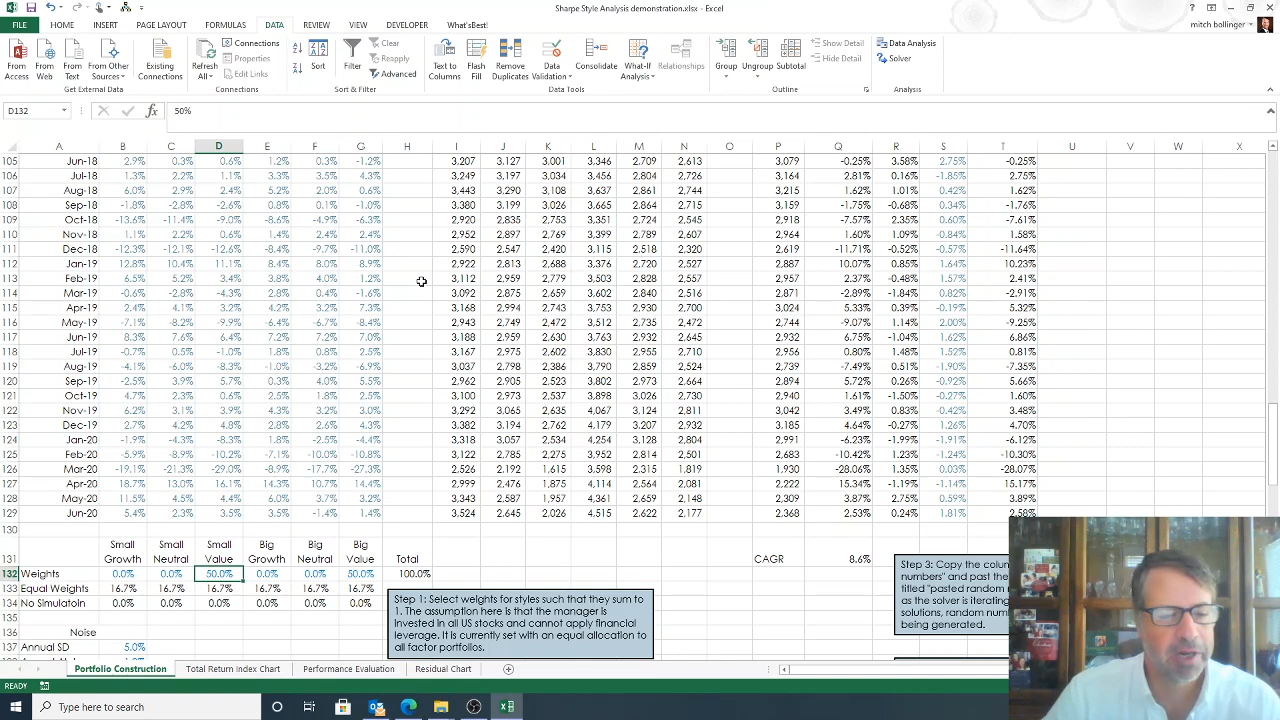 Sharpe Style Analysis demonstration.xlsx - Excel
FILE HOME INSERT PAGE LAYOUT FORMULAS DATA REVIEW VIEW DEVELOPER What'sBest! mitch bollinger
From Access
From Web
From Text
From Other Sources
Existing Connections
Refresh All
Connections
Properties
Edit Links
Sort
Filter
Clear
Reapply
Advanced
Text to Columns
Flash Fill
Remove Duplicates
Data Validation
Consolidate
What-If Analysis
Relationships
Group
Ungroup
Subtotal
Show Detail
Hide Detail
Data Analysis
Solver
Get External Data Connections Sort & Filter Data Tools Outline Analysis
D132 fx 50%
A B C D E F G H I J K L M N O P Q R S T U V W X
105 Jun-18 2.9% 0.3% 0.6% 1.2% 0.3% -1.2% 3.207 3.127 3.001 3.346 2.709 2.613 3.079 -0.25% 3.58% 2.75% -0.25%
106 Jul-18 1.3% 2.2% 1.1% 3.3% 3.5% 4.3% 3.249 3.197 3.034 3.456 2.804 2.726 3.164 2.81% 0.16% -1.85% 2.75%
107 Aug-18 6.0% 2.9% 2.4% 5.2% 2.0% 0.6% 3.443 3.290 3.108 3.637 2.861 2.744 3.215 1.62% 1.01% 0.42% 1.62%
108 Sep-18 -1.8% -2.8% -2.6% 0.8% 0.1% -1.0% 3.380 3.199 3.026 3.665 2.864 2.715 3.159 -1.75% -0.68% 0.34% -1.76%
109 Oct-18 -13.6% -11.4% -9.0% -8.6% -4.9% -6.3% 2.920 2.835 2.753 3.351 2.724 2.545 2.918 -7.57% 2.35% 0.60% -7.61%
110 Nov-18 1.1% 2.2% 0.6% 1.4% 2.4% 2.4% 2.952 2.897 2.769 3.399 2.789 2.607 2.964 1.60% 1.09% -0.84% 1.58%
111 Dec-18 -12.3% -12.1% -12.6% -8.4% -9.7% -11.0% 2.590 2.547 2.420 3.115 2.518 2.320 2.619 -11.71% -0.52% -0.57% -11.64%
112 Jan-19 12.8% 10.4% 11.1% 8.4% 8.0% 8.9% 2.922 2.813 2.688 3.376 2.720 2.527 2.887 10.07% 0.85% 1.64% 10.23%
113 Feb-19 6.5% 5.2% 3.4% 3.8% 4.0% 1.2% 3.112 2.959 2.779 3.503 2.828 2.557 2.957 2.37% -0.48% 1.57% 2.41%
114 Mar-19 -0.6% -2.8% -4.3% 2.8% 0.4% -1.6% 3.092 2.875 2.659 3.602 2.840 2.516 2.871 -2.89% -1.84% 0.82% -2.91%
115 Apr-19 2.4% 4.1% 3.2% 4.2% 3.2% 7.3% 3.168 2.994 2.743 3.753 2.930 2.700 3.024 5.33% 0.39% -0.19% 5.32%
116 May-19 -7.1% -8.2% -9.9% -6.4% -6.7% -8.4% 2.943 2.749 2.472 3.512 2.735 2.472 2.744 -9.07% 1.14% 2.00% -9.25%
117 Jun-19 8.3% 7.6% 6.4% 7.2% 7.2% 7.0% 3.188 2.959 2.630 3.763 2.932 2.645 2.937 6.75% -1.04% 1.62% 6.86%
118 Jul-19 -0.7% 0.5% -1.0% 1.8% 0.8% 2.5% 3.167 2.975 2.602 3.830 2.955 2.710 2.956 0.80% 1.48% 1.52% 0.81%
119 Aug-19 -4.1% -6.0% -8.3% -1.0% -3.2% -6.9% 3.037 2.798 2.386 3.790 2.859 2.524 2.739 -7.49% 0.51% -1.90% -7.35%
120 Sep-19 -2.5% 3.9% 5.7% 0.3% 4.0% 5.5% 2.962 2.905 2.523 3.802 2.973 2.664 2.894 5.72% 0.26% -0.92% 5.66%
121 Oct-19 4.7% 2.3% 0.6% 2.5% 1.8% 2.5% 3.100 2.973 2.537 3.898 3.026 2.730 2.940 1.61% -1.50% -0.27% 1.60%
122 Nov-19 6.2% 3.1% 3.9% 4.3% 3.2% 3.0% 3.292 3.065 2.635 4.067 3.124 2.811 3.042 3.49% 0.83% -0.42% 3.48%
123 Dec-19 2.7% 4.2% 4.8% 2.8% 2.6% 4.3% 3.382 3.194 2.762 4.179 3.207 2.932 3.185 4.64% -0.27% 1.26% 4.70%
124 Jan-20 -1.9% -4.3% -8.3% 1.8% -2.5% -4.4% 3.318 3.057 2.534 4.254 3.128 2.804 2.991 -6.23% -1.99% -1.91% -6.12%
125 Feb-20 -5.9% -8.9% -10.2% -7.1% -10.0% -10.8% 3.122 2.785 2.275 3.952 2.814 2.501 2.683 -10.42% 1.23% -1.24% -10.30%
126 Mar-20 -19.1% -21.3% -29.0% -8.9% -17.7% -27.3% 2.526 2.192 1.615 3.598 2.315 1.819 1.930 -28.06% 1.35% 0.03% -28.07%
127 Apr-20 18.7% 13.0% 16.1% 14.3% 10.7% 14.4% 2.999 2.476 1.875 4.114 2.564 2.081 2.222 15.34% -1.19% -1.14% 15.17%
128 May-20 11.5% 4.5% 4.4% 6.0% 3.7% 3.2% 3.343 2.587 1.957 4.361 2.659 2.148 2.309 3.87% 2.75% 0.59% 3.89%
129 Jun-20 5.4% 2.3% 3.5% 3.5% -1.4% 1.4% 3.524 2.645 2.026 4,515 2.622 2.177 2.368 2.53% 0.24% 1.81% 2.58%
130
131 Small Growth Small Neutral Small Value Big Growth Big Neutral Big Value Total CAGR 8.6%
132 Weights 0.0% 0.0% 50.0% 0.0% 0.0% 50.0% 100.0%
133 Equal Weights 16.7% 16.7% 16.7% 16.7% 16.7% 16.7%
134 No Simulatoin 0.0% 0.0% 0.0% 0.0% 0.0% 0.0%
135
136 Noise
137 Annual SD 5.0%
Step 1: Select weights for styles such that they sum to
1. The assumption here is that the manager is
invested in all US stocks and cannot apply financial
leverage. It is currently set with an equal allocation to
all factor portfolios.
Step 3: Copy the colum
numbers" and past the
titled "pasted random
as the solver is iterating
solutions, random num
being generated.
Portfolio Construction Total Return Index Chart Performance Evaluation Residual Chart
READY
Type here to search